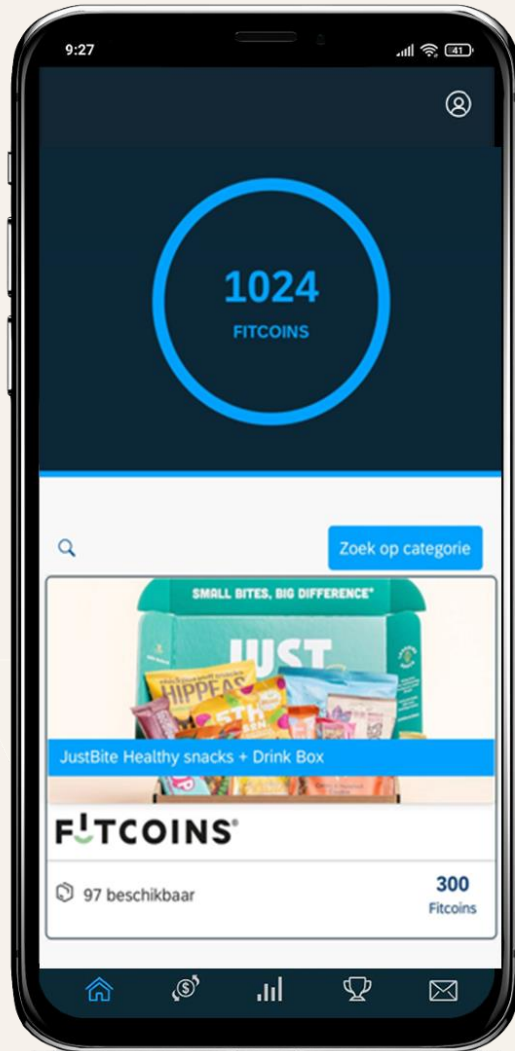 9:27
41
1024
FITCOINS
Zoek op categorie
SMALL BITES, BIG DIFFERENCE
JUST
HIPPEAS
5TH
JustBite Healthy snacks + Drink Box
FITCOINS®
97 beschikbaar
300
Fitcoins